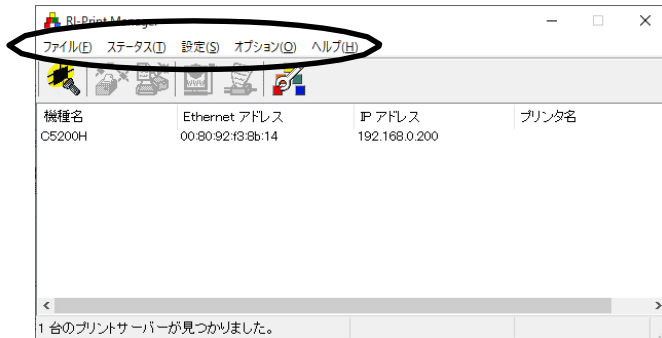 RI-Print Manager
ファイル(F) ステータス(T) 設定(S) オプション(O) ヘルプ(H)
機種名 Ethernet アドレス IP アドレス プリンタ名
C5200H 00:80:92:f3:8b:14 192.168.0.200
1 台のプリントサーバーが見つかりました。